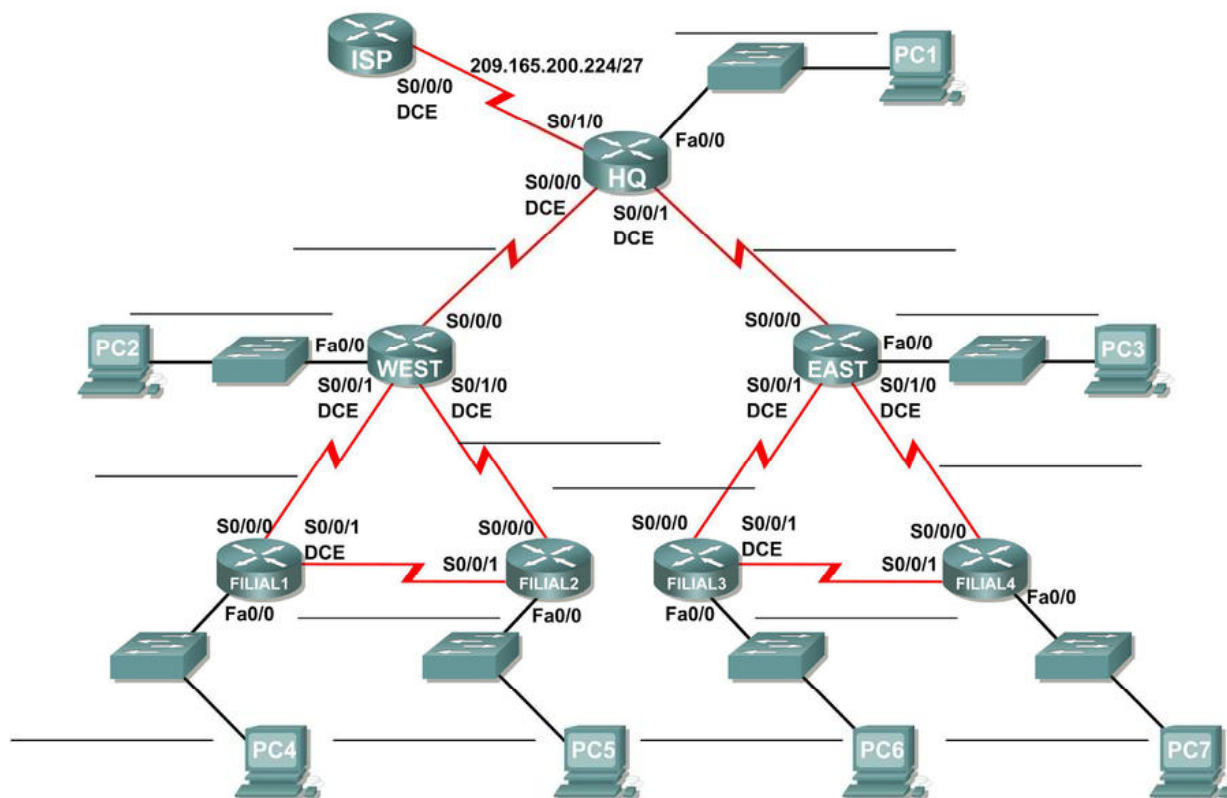 ISP
209.165.200.224/27
PC1
S0/0/0
DCE
S0/1/0
Fa0/0
HQ
S0/0/0
DCE
S0/0/1
DCE
S0/0/0
S0/0/0
PC2
Fa0/0
WEST
EAST
Fa0/0
PC3
S0/0/1
DCE
S0/1/0
DCE
S0/0/1
DCE
S0/1/0
DCE
S0/0/0
S0/0/1
DCE
S0/0/0
S0/0/1
S0/0/0
S0/0/1
DCE
S0/0/0
S0/0/1
FILIAL1
FILIAL2
FILIAL3
FILIAL4
Fa0/0
Fa0/0
Fa0/0
Fa0/0
PC4
PC5
PC6
PC7